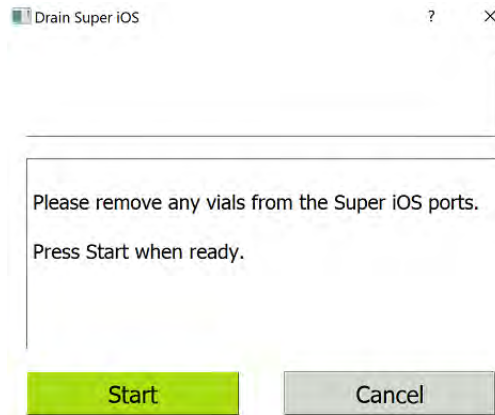 Drain Super iOS ? ×
Please remove any vials from the Super iOS ports.
Press Start when ready.
Start Cancel